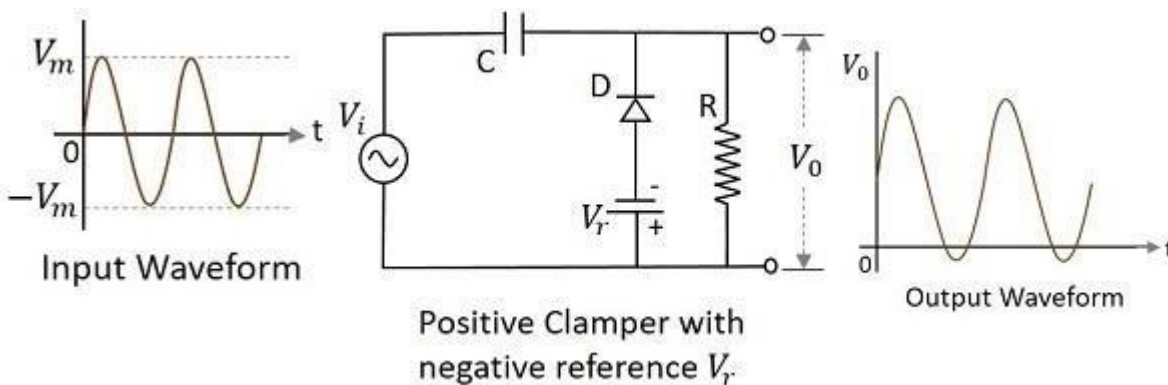 V_m
0
t
−V_m
Input Waveform
V_i
C
D
R
V_r
-
+
V_0
Positive Clamper with
negative reference V_r
V_0
0
t
Output Waveform